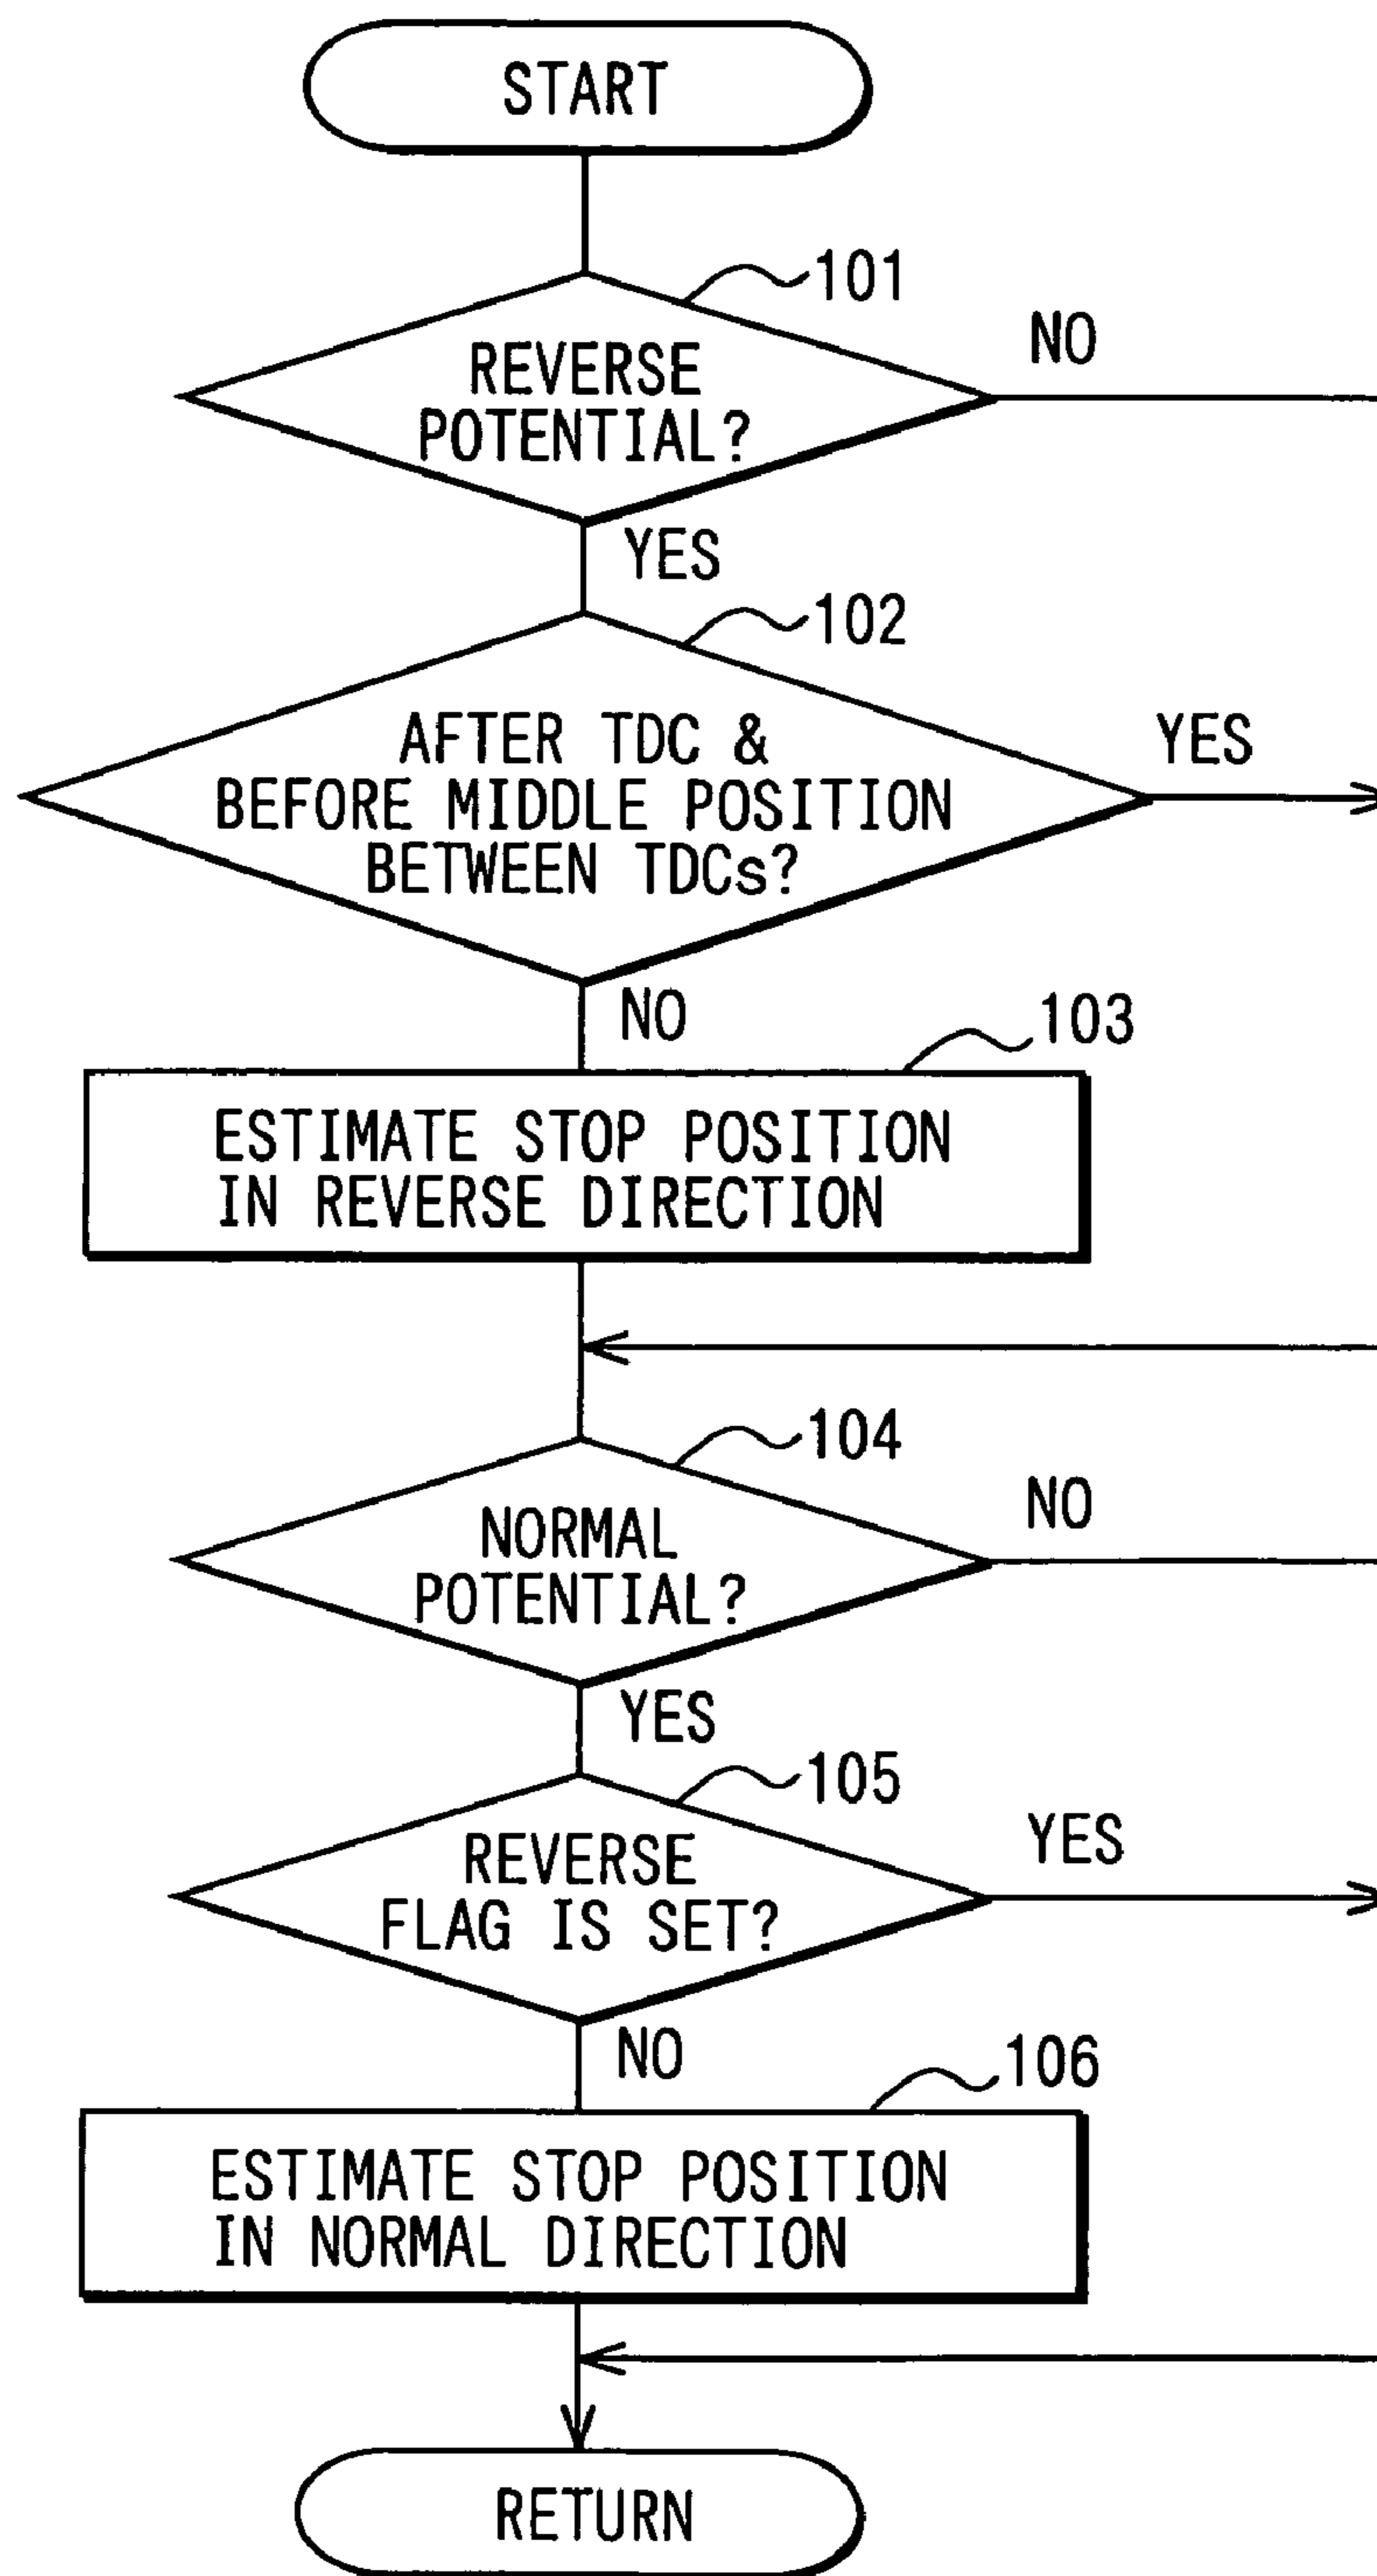 START
101
REVERSE
POTENTIAL?
NO
YES
102
AFTER TDC &
BEFORE MIDDLE POSITION
BETWEEN TDCs?
YES
NO
103
ESTIMATE STOP POSITION
IN REVERSE DIRECTION
104
NORMAL
POTENTIAL?
NO
YES
105
REVERSE
FLAG IS SET?
YES
NO
106
ESTIMATE STOP POSITION
IN NORMAL DIRECTION
RETURN